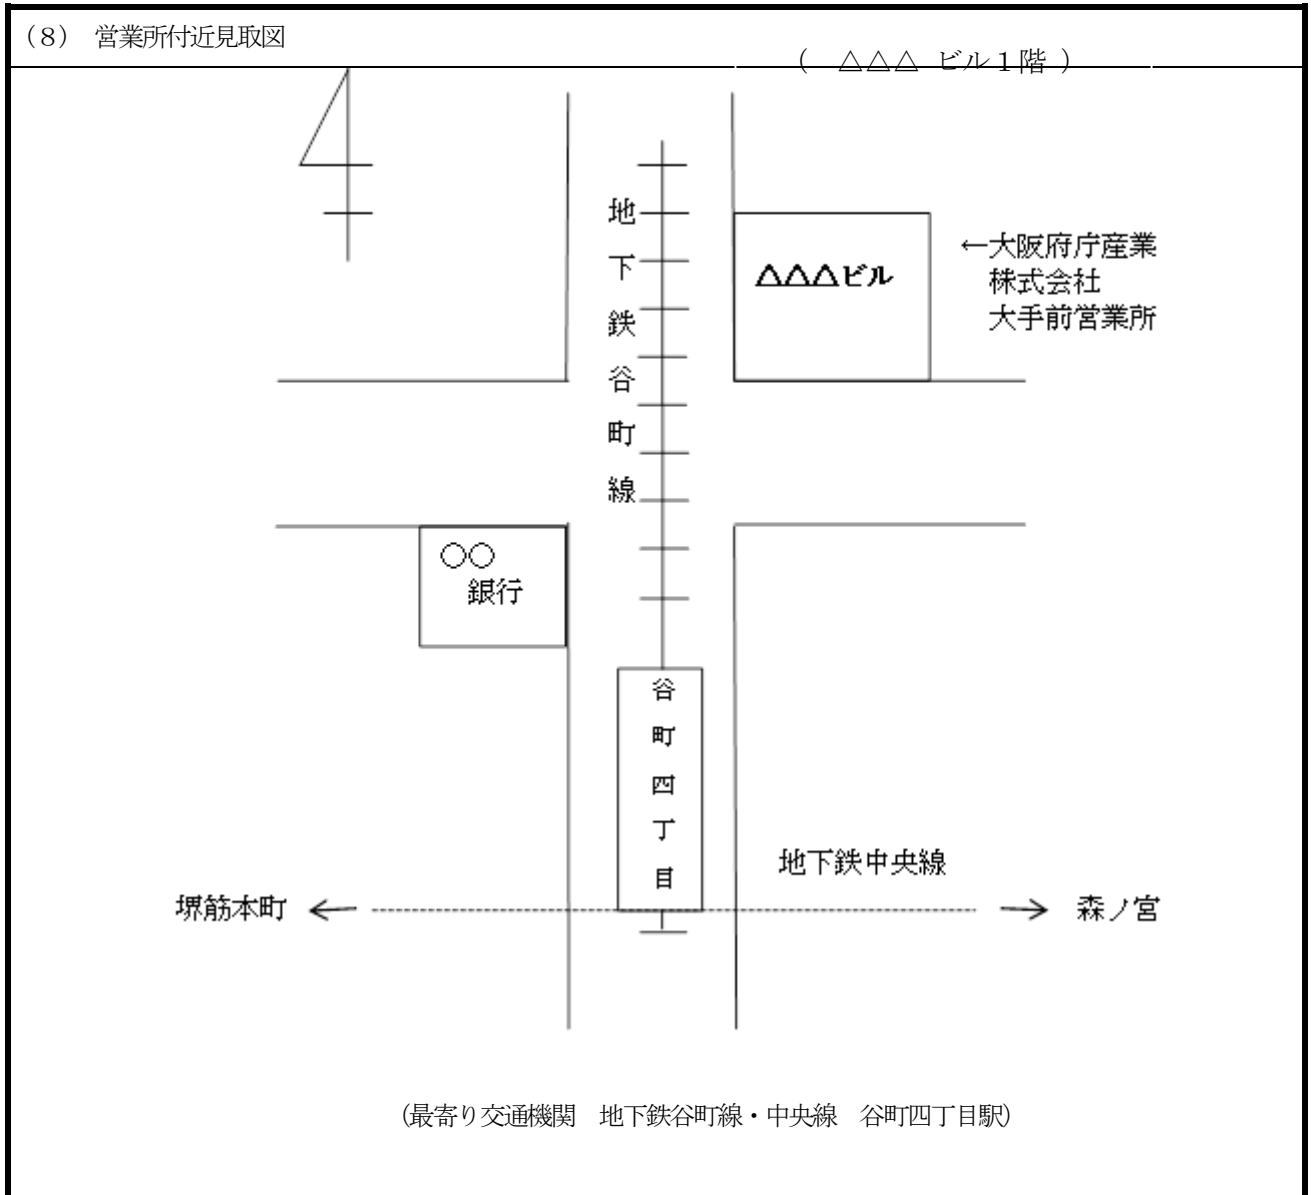 (8) 営業所付近見取図
( △△△ ビル1階 )
地下鉄谷町線
△△△ビル
←大阪府庁産業
株式会社
大手前営業所
○○
銀行
谷町四丁目
地下鉄中央線
堺筋本町 ←
→ 森ノ宮
(最寄り交通機関 地下鉄谷町線・中央線 谷町四丁目駅)